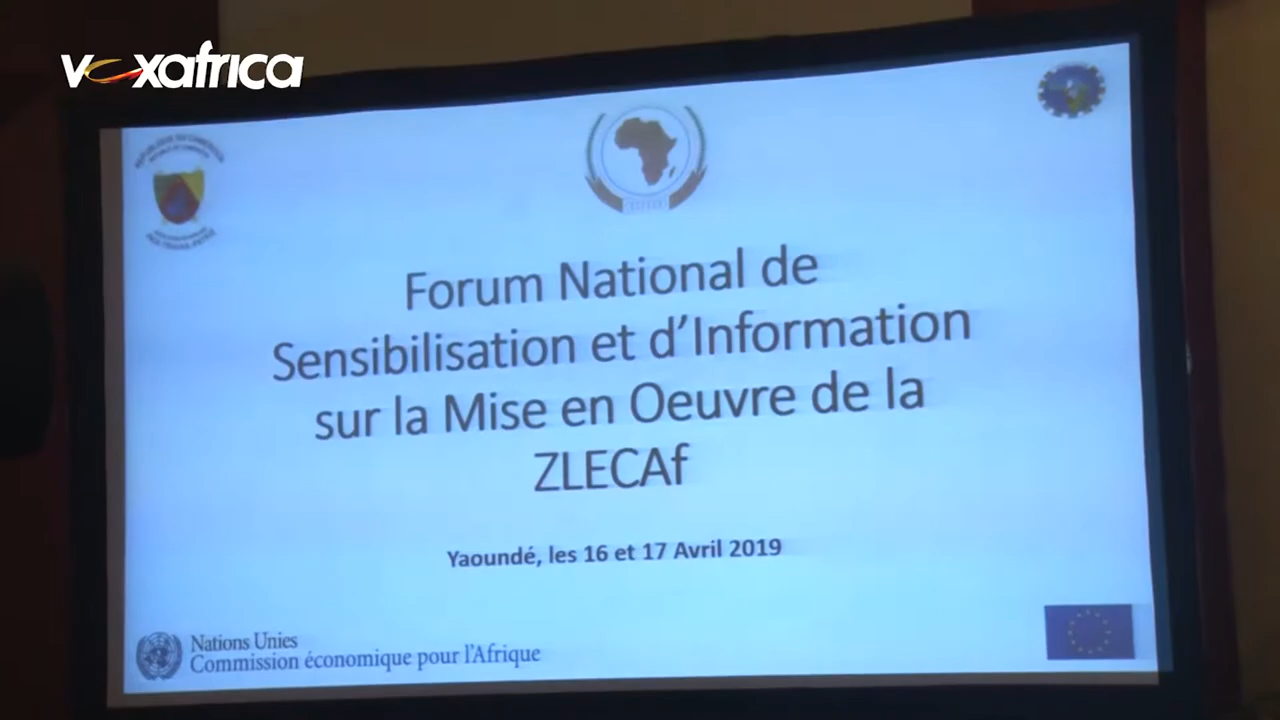 voxafrica
Forum National de
Sensibilisation et d'Information
sur la Mise en Oeuvre de la
ZLECAf
Yaoundé, les 16 et 17 Avril 2019
Nations Unies
Commission économique pour l'Afrique